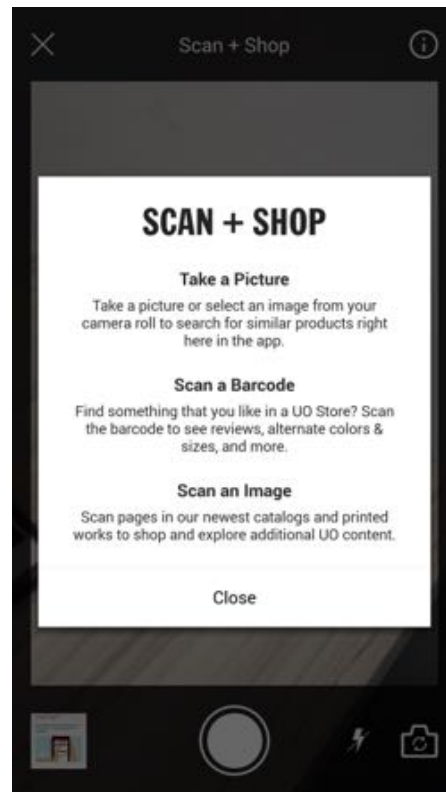 Scan + Shop
SCAN + SHOP
Take a Picture
Take a picture or select an image from your
camera roll to search for similar products right
here in the app.
Scan a Barcode
Find something that you like in a UO Store? Scan
the barcode to see reviews, alternate colors &
sizes, and more.
Scan an Image
Scan pages in our newest catalogs and printed
works to shop and explore additional UO content.
Close